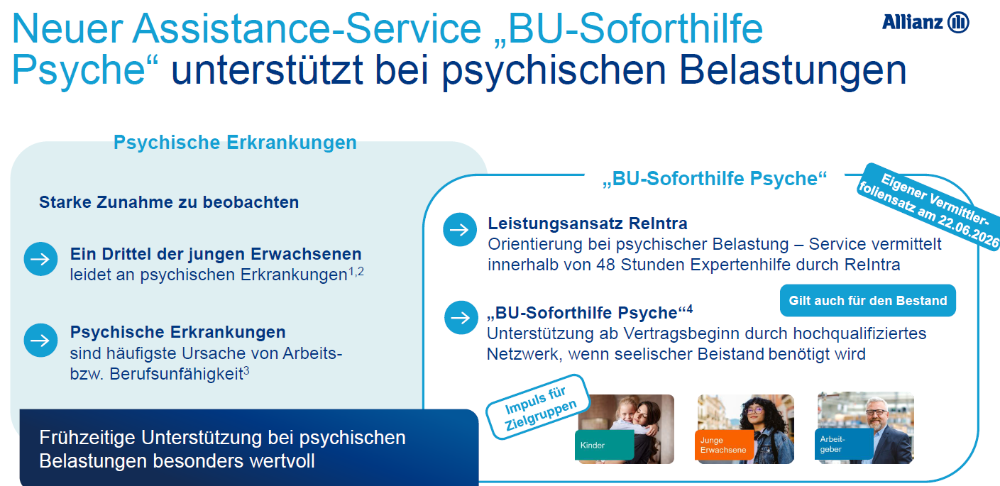 Neuer Assistance-Service „BU-Soforthilfe
Psyche“ unterstützt bei psychischen Belastungen
Allianz
Psychische Erkrankungen
Starke Zunahme zu beobachten
Ein Drittel der jungen Erwachsenen
leidet an psychischen Erkrankungen1,2
Psychische Erkrankungen
sind häufigste Ursache von Arbeits-
bzw. Berufsunfähigkeit3
Frühzeitige Unterstützung bei psychischen
Belastungen besonders wertvoll
„BU-Soforthilfe Psyche“
Eigener Vermittler-
foliensatz am 22.06.2026
Leistungsansatz ReIntra
Orientierung bei psychischer Belastung – Service vermittelt
innerhalb von 48 Stunden Expertenhilfe durch ReIntra
Gilt auch für den Bestand
„BU-Soforthilfe Psyche“4
Unterstützung ab Vertragsbeginn durch hochqualifiziertes
Netzwerk, wenn seelischer Beistand benötigt wird
Impuls für
Zielgruppen
Kinder
Junge
Erwachsene
Arbeit-
geber